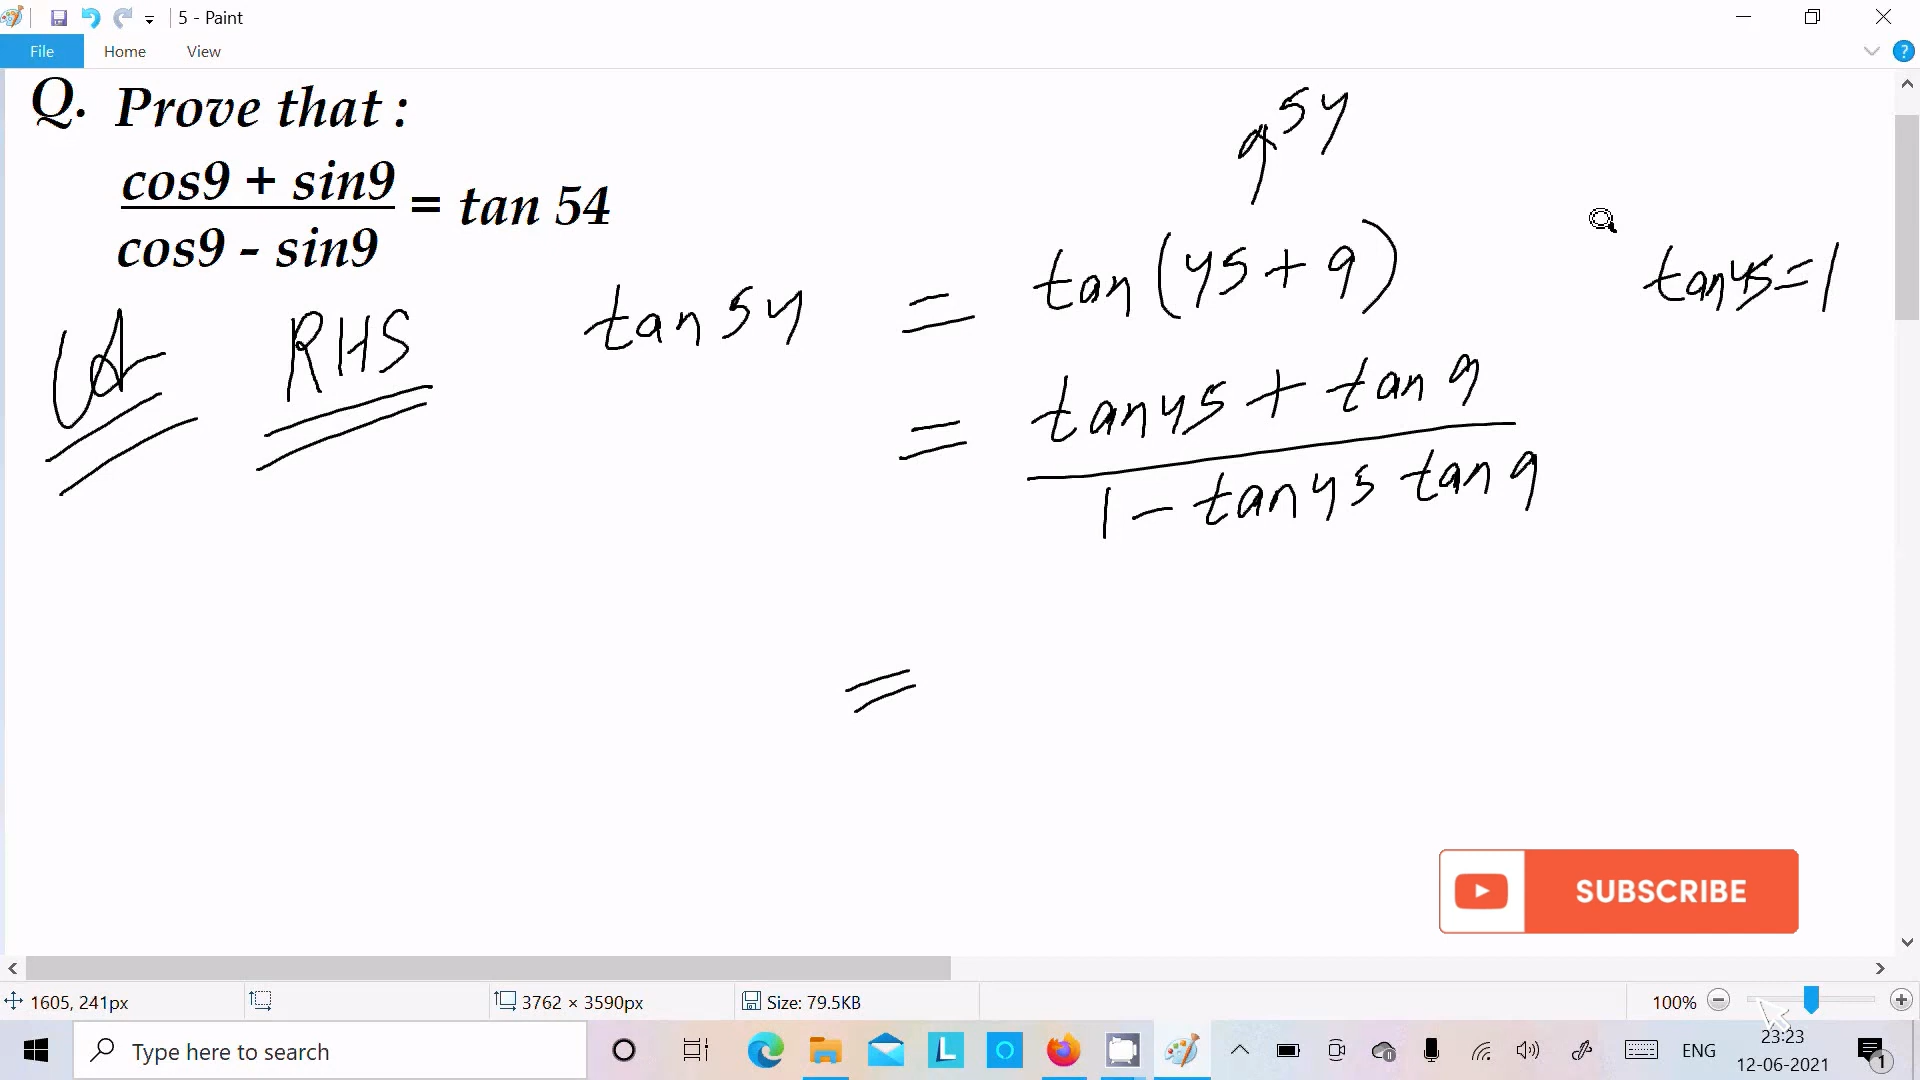 5 - Paint
File Home View
Q. Prove that :
cos9 + sin9
cos9 - sin9
= tan 54
9 54
RHS
tan 54 = tan (45 + 9)
tan45 = 1
= tan45 + tan 9
1 - tan45 tan 9
=
SUBSCRIBE
1605, 241px
3762 × 3590px
Size: 79.5KB
100%
Type here to search
L
ENG
23:23
12-06-2021
1